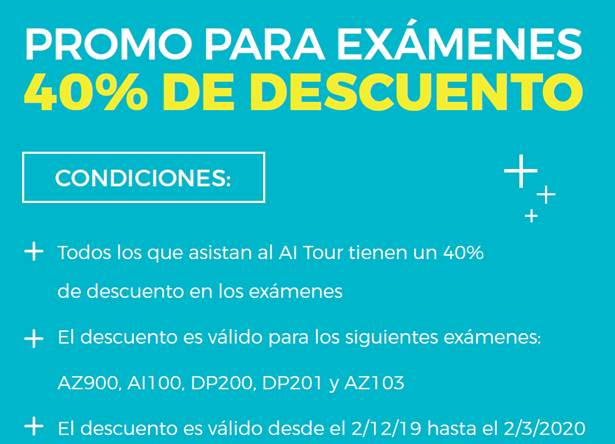 PROMO PARA EXÁMENES
40% DE DESCUENTO
CONDICIONES:
Todos los que asistan al AI Tour tienen un 40%
de descuento en los exámenes
El descuento es válido para los siguientes exámenes:
AZ900, AI100, DP200, DP201 y AZ103
El descuento es válido desde el 2/12/19 hasta el 2/3/2020